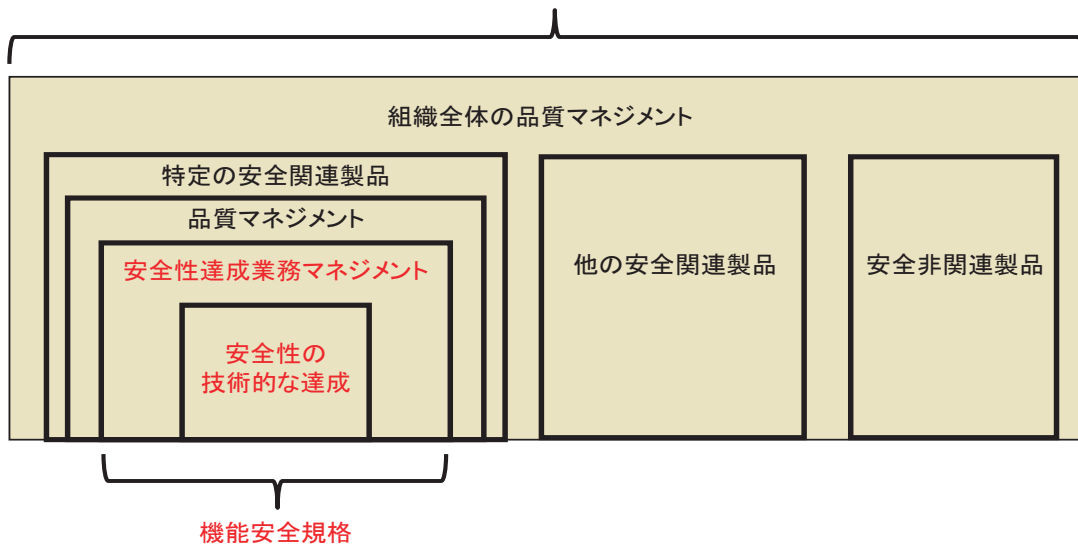 組織全体の品質マネジメント
特定の安全関連製品
品質マネジメント
安全性達成業務マネジメント
安全性の
技術的な達成
他の安全関連製品
安全非関連製品
機能安全規格